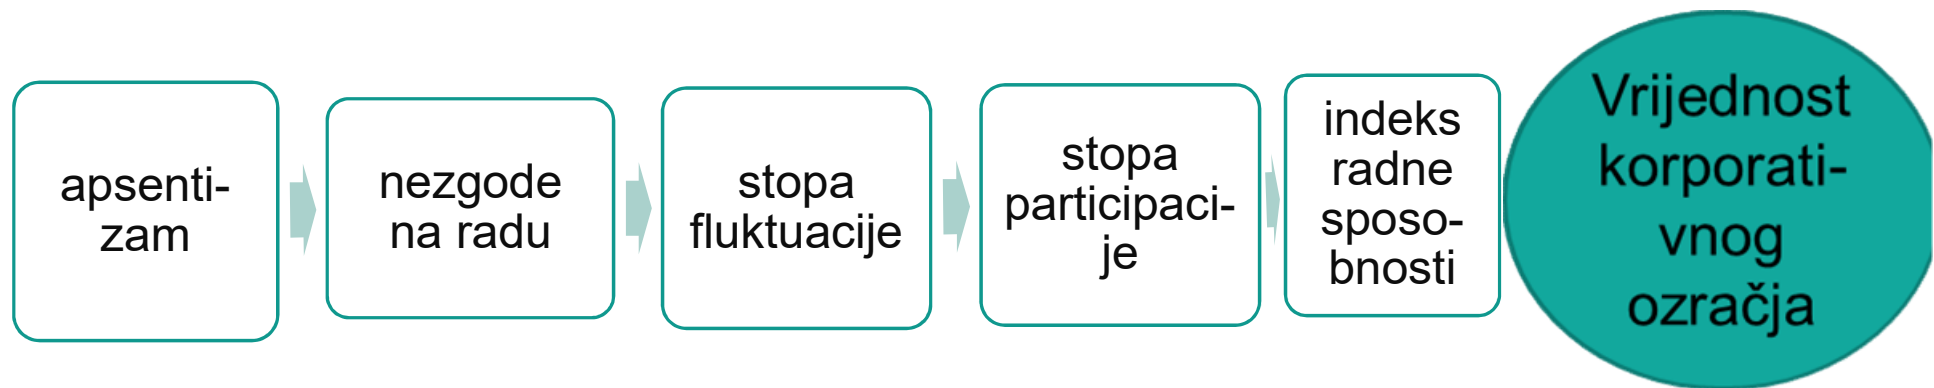 apsenti-
zam
nezgode
na radu
stopa
fluktuacije
stopa
participaci-
je
indeks
radne
sposo-
bnosti
Vrijednost
korporati-
vnog
ozračja